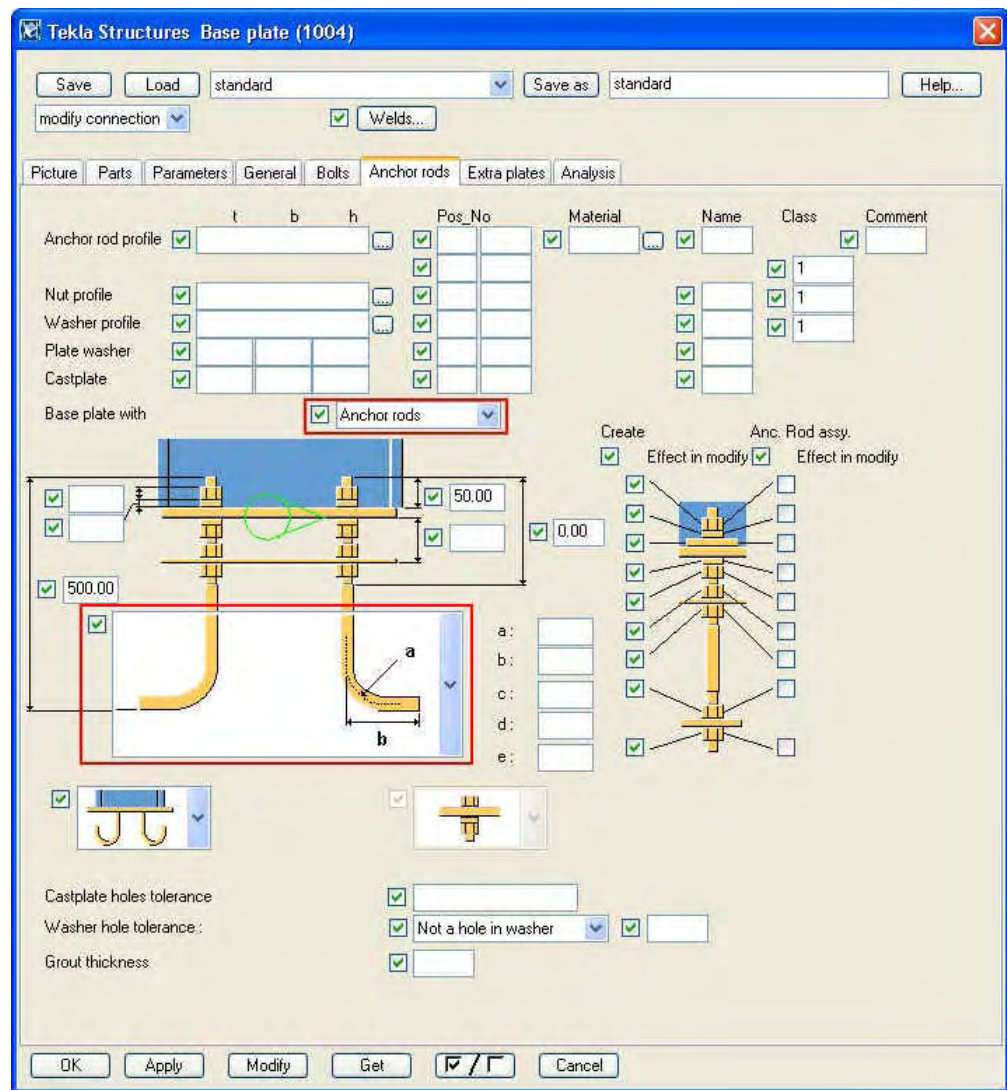 Tekla Structures Base plate (1004)
Save Load standard Save as standard Help...
modify connection Welds...
Picture Parts Parameters General Bolts Anchor rods Extra plates Analysis
t b h Pos_No Material Name Class Comment
Anchor rod profile ... ...
1
Nut profile ... 1
Washer profile ... 1
Plate washer
Castplate
Base plate with Anchor rods
Create Anc. Rod assy.
Effect in modify Effect in modify
50.00
0.00
500.00
a :
a
b :
c :
d :
b
e :
Castplate holes tolerance
Washer hole tolerance : Not a hole in washer
Grout thickness
OK Apply Modify Get / Cancel